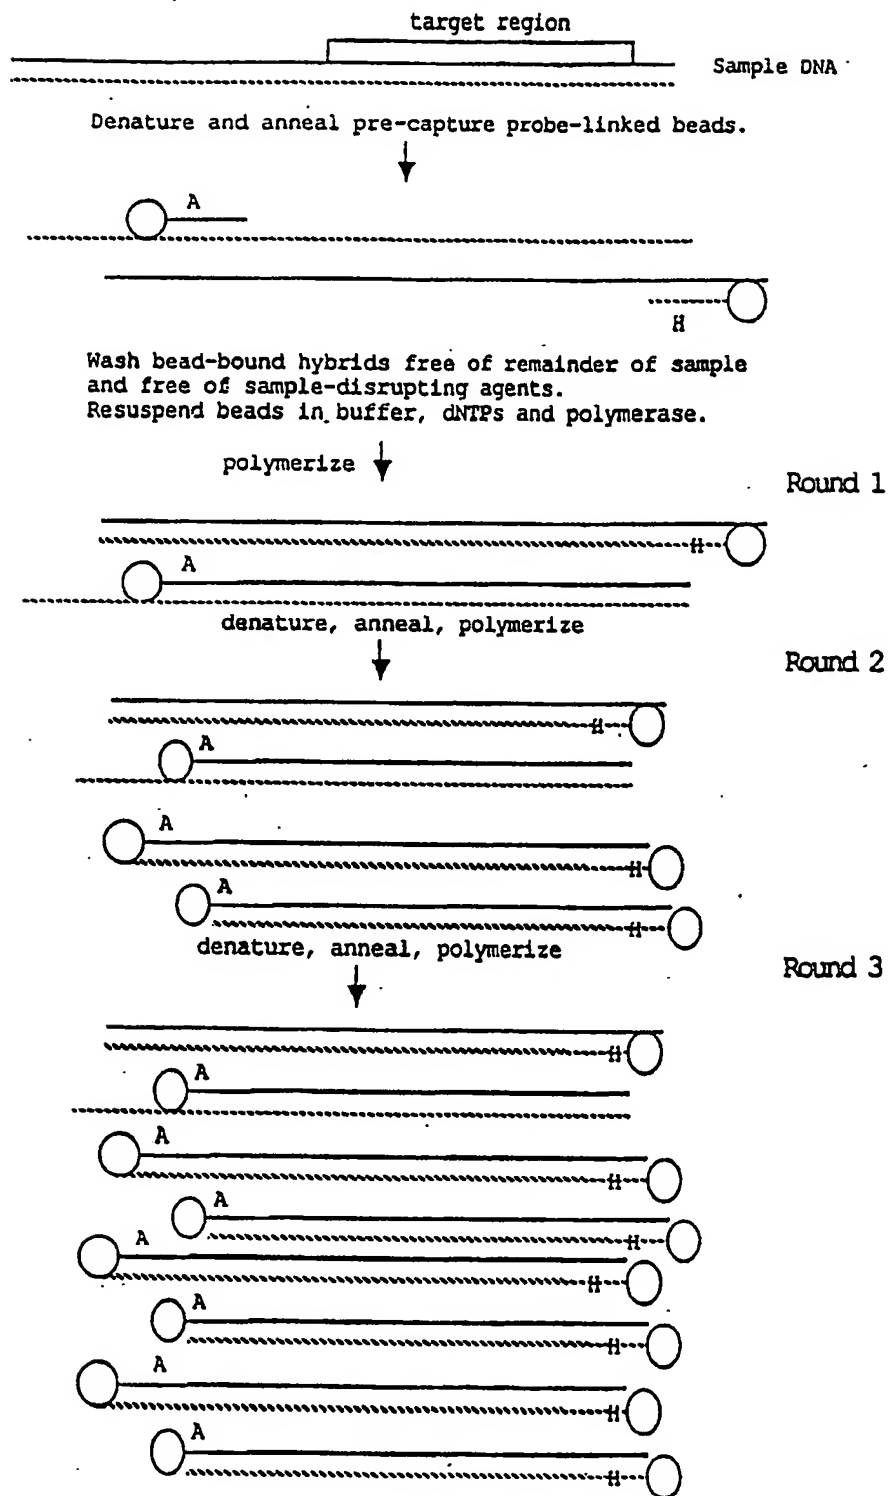 target region
Sample DNA
Denature and anneal pre-capture probe-linked beads.
A
H
Wash bead-bound hybrids free of remainder of sample
and free of sample-disrupting agents.
Resuspend beads in buffer, dNTPs and polymerase.
polymerize
Round 1
H
A
denature, anneal, polymerize
Round 2
H
A
A
H
A
H
denature, anneal, polymerize
Round 3
H
A
A
H
A
H
A
H
A
H
A
H
A
H